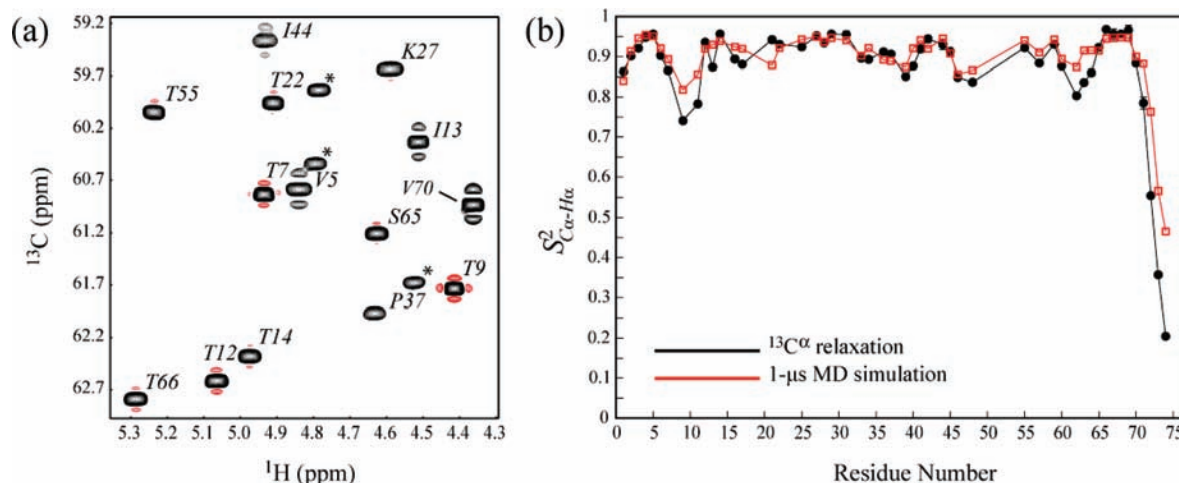 (a)
59.2
59.7
60.2
60.7
61.2
61.7
62.2
62.7
13C (ppm)
I44
K27
T22
*
T55
I13
*
T7
V5
V70
S65
*
T9
P37
T14
T12
T66
5.3
5.2
5.1
5.0
4.9
4.8
4.7
4.6
4.5
4.4
4.3
1H (ppm)
(b)
1
0.9
0.8
0.7
0.6
0.5
0.4
0.3
0.2
0.1
0
S2Cα-Hα
13Cα relaxation
1-μs MD simulation
0
5
10
15
20
25
30
35
40
45
50
55
60
65
70
75
Residue Number